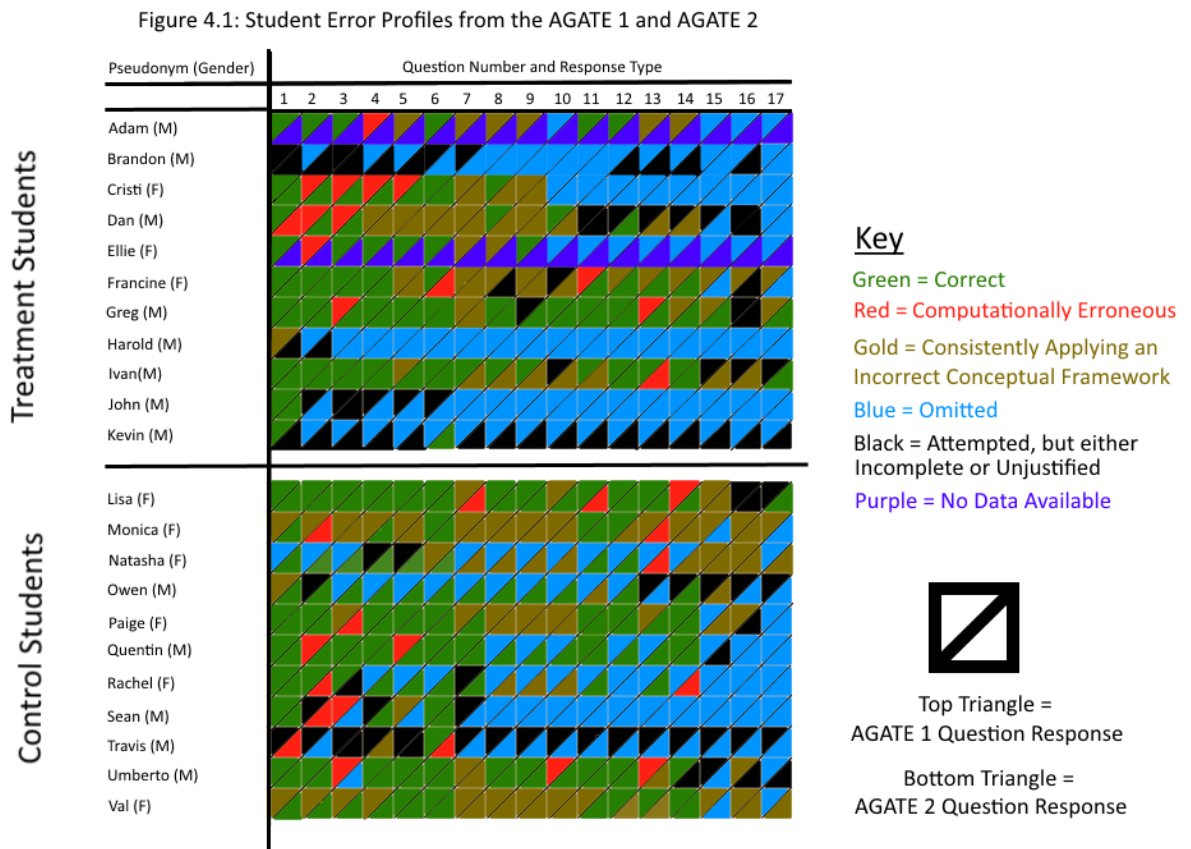 Figure 4.1: Student Error Profiles from the AGATE 1 and AGATE 2
Pseudonym (Gender)
Question Number and Response Type
1 2 3 4 5 6 7 8 9 10 11 12 13 14 15 16 17
Treatment Students
Adam (M)
Brandon (M)
Cristi (F)
Dan (M)
Ellie (F)
Francine (F)
Greg (M)
Harold (M)
Ivan(M)
John (M)
Kevin (M)
Control Students
Lisa (F)
Monica (F)
Natasha (F)
Owen (M)
Paige (F)
Quentin (M)
Rachel (F)
Sean (M)
Travis (M)
Umberto (M)
Val (F)
Key
Green = Correct
Red = Computationally Erroneous
Gold = Consistently Applying an
Incorrect Conceptual Framework
Blue = Omitted
Black = Attempted, but either
Incomplete or Unjustified
Purple = No Data Available
Top Triangle =
AGATE 1 Question Response
Bottom Triangle =
AGATE 2 Question Response